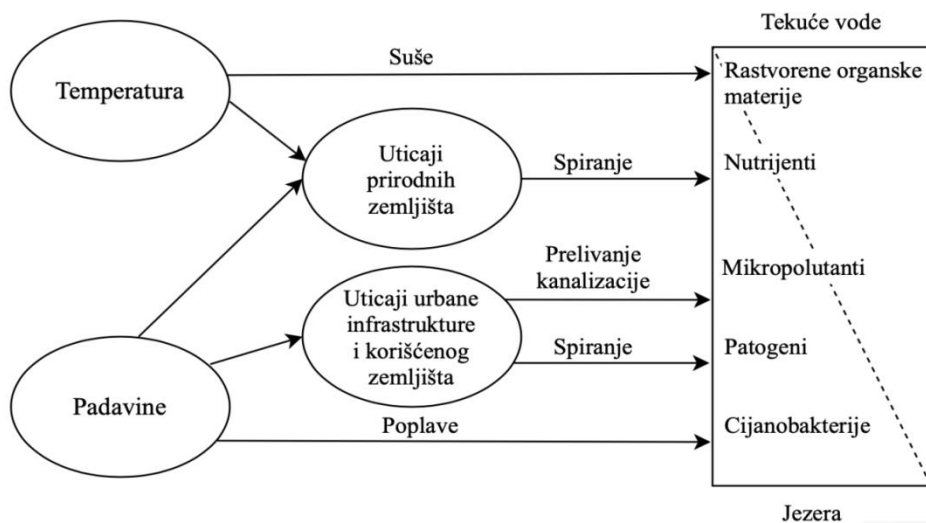 Tekuće vode
Suše
Temperatura
Rastvorene organske
materije
Uticaji
prirodnih
zemljišta
Spiranje
Nutrijenti
Prelivanje
kanalizacije
Mikropolutanti
Uticaji urbane
infrastrukture
i korišćenog
zemljišta
Spiranje
Patogeni
Padavine
Poplave
Cijanobakterije
Jezera